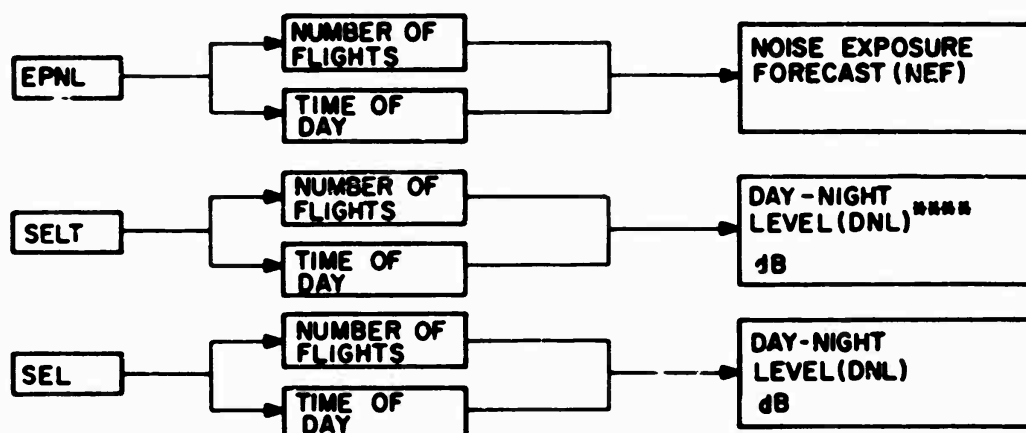 EPNL
NUMBER OF
FLIGHTS
TIME OF
DAY
NOISE EXPOSURE
FORECAST (NEF)
SELT
NUMBER OF
FLIGHTS
TIME OF
DAY
DAY-NIGHT
LEVEL (DNL)****
dB
SEL
NUMBER OF
FLIGHTS
TIME OF
DAY
DAY-NIGHT
LEVEL (DNL)
dB